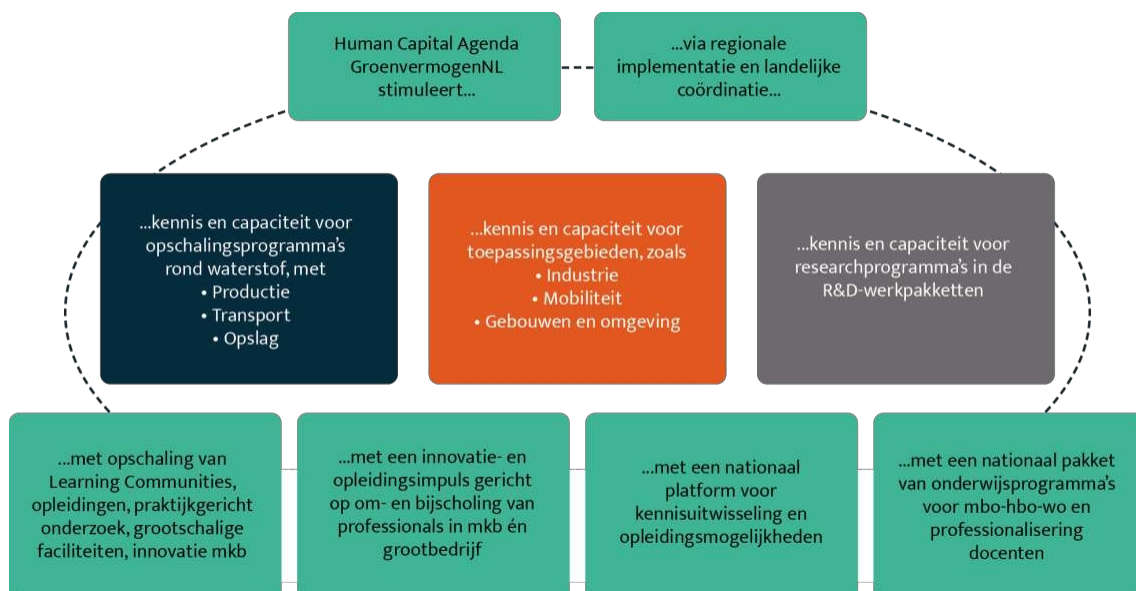 Human Capital Agenda
GroenvermogenNL
stimuleert...
...via regionale
implementatie en landelijke
coördinatie...
...kennis en capaciteit voor
opschalingsprogramma's
rond waterstof, met
• Productie
• Transport
• Opslag
...kennis en capaciteit voor
toepassingsgebieden, zoals
• Industrie
• Mobiliteit
• Gebouwen en omgeving
...kennis en capaciteit voor
researchprogramma's in de
R&D-werkpakketten
...met opschaling van
Learning Communities,
opleidingen, praktijkgericht
onderzoek, grootschalige
faciliteiten, innovatie mkb
...met een innovatie- en
opleidingsimpuls gericht
op om- en bijscholing van
professionals in mkb én
grootbedrijf
...met een nationaal
platform voor
kennisuitwisseling en
opleidingsmogelijkheden
...met een nationaal pakket
van onderwijsprogramma's
voor mbo-hbo-wo en
professionalisering
docenten